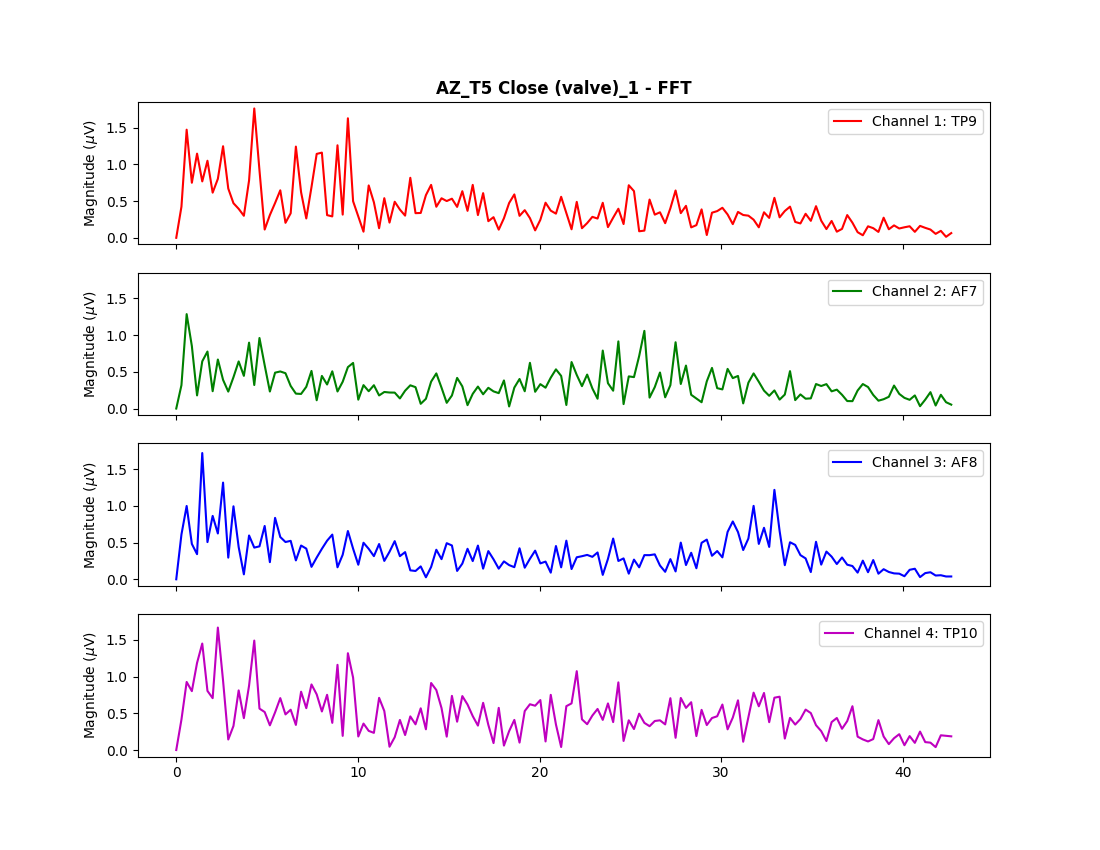 AZ_T5 Close (valve)_1 - FFT
Magnitude (μV)
1.5
1.0
0.5
0.0
Channel 1: TP9
Magnitude (μV)
1.5
1.0
0.5
0.0
Channel 2: AF7
Magnitude (μV)
1.5
1.0
0.5
0.0
Channel 3: AF8
Magnitude (μV)
1.5
1.0
0.5
0.0
Channel 4: TP10
0 10 20 30 40